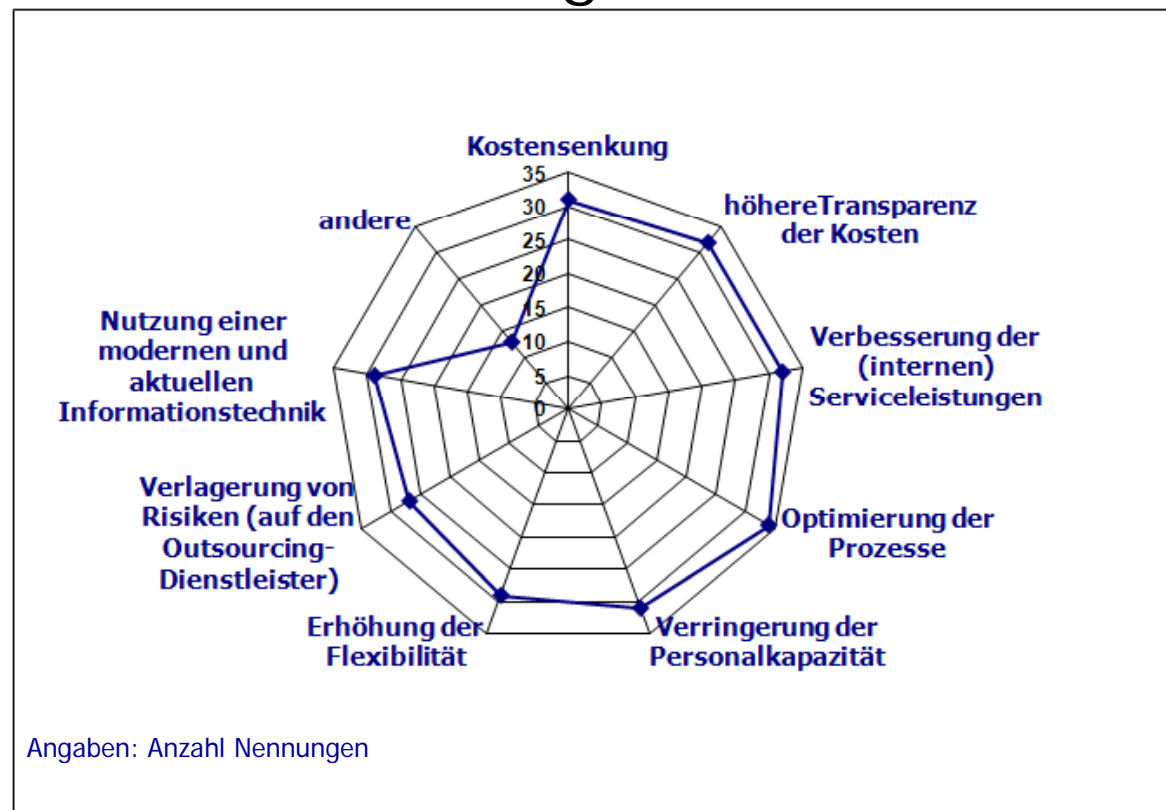 Kostensenkung
35
30
25
20
15
10
5
0
höhereTransparenz
der Kosten
Verbesserung der
(internen)
Serviceleistungen
Optimierung der
Prozesse
Verringerung der
Personalkapazität
Erhöhung der
Flexibilität
Verlagerung von
Risiken (auf den
Outsourcing-
Dienstleister)
Nutzung einer
modernen und
aktuellen
Informationstechnik
andere
Angaben: Anzahl Nennungen